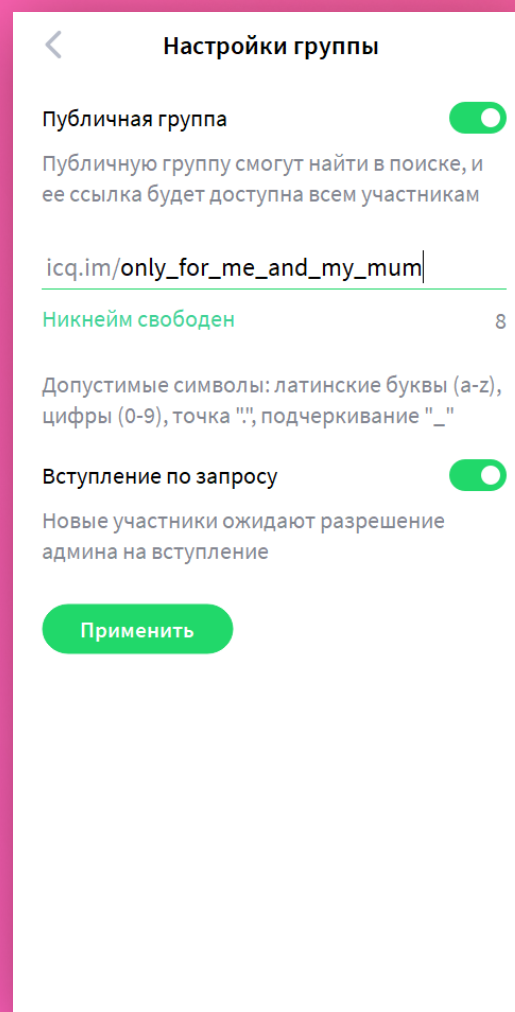 Настройки группы
Публичная группа
Публичную группу смогут найти в поиске, и
ее ссылка будет доступна всем участникам
icq.im/only_for_me_and_my_mum
Никнейм свободен 8
Допустимые символы: латинские буквы (a-z),
цифры (0-9), точка ".", подчеркивание "_"
Вступление по запросу
Новые участники ожидают разрешение
админа на вступление
Применить